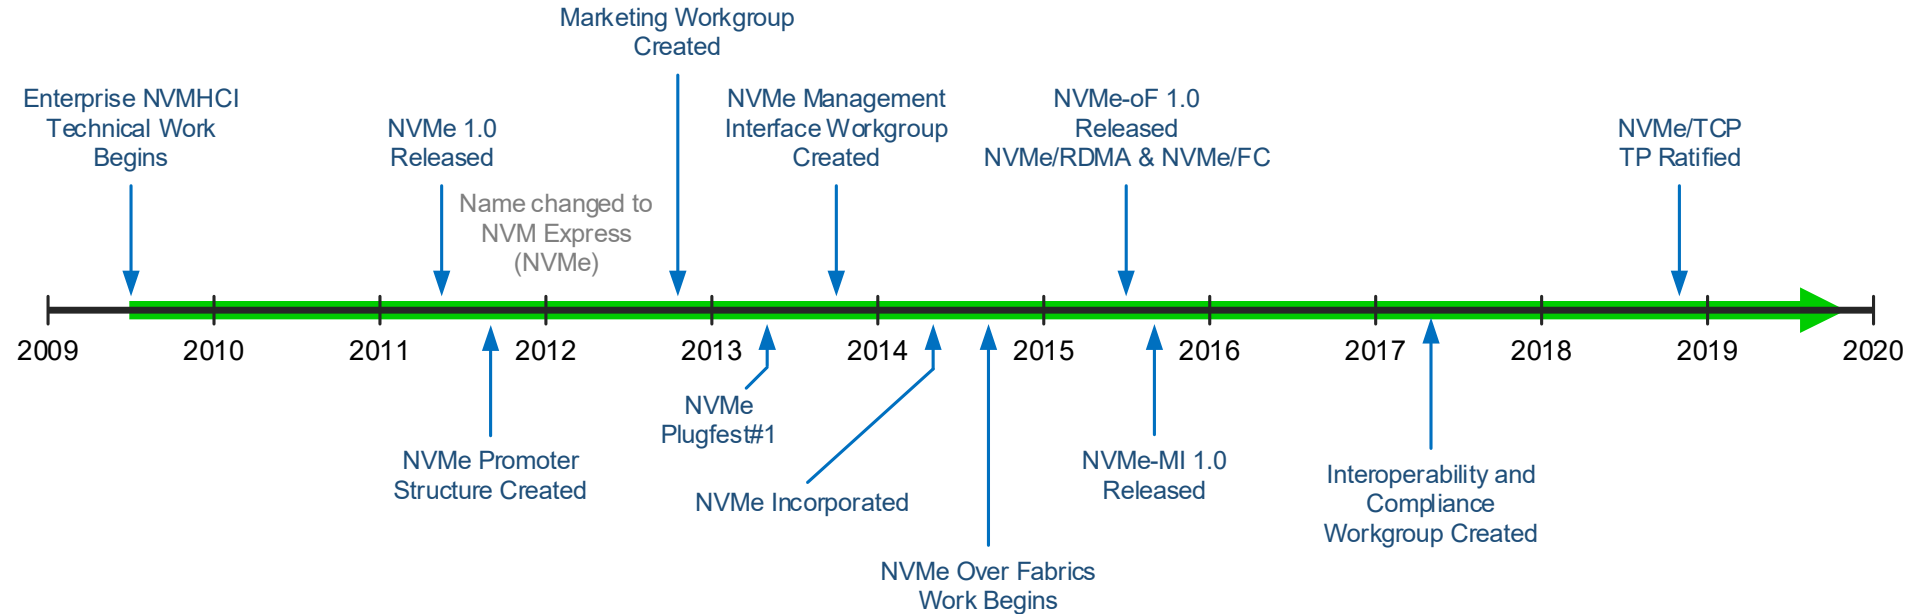 Marketing Workgroup
Created
Enterprise NVMHCI
Technical Work
Begins
NVMe 1.0
Released
NVMe Management
Interface Workgroup
Created
NVMe-oF 1.0
Released
NVMe/RDMA & NVMe/FC
NVMe/TCP
TP Ratified
Name changed to
NVM Express
(NVMe)
2009
2010
2011
2012
2013
2014
2015
2016
2017
2018
2019
2020
NVMe
Plugfest#1
NVMe Promoter
Structure Created
NVMe Incorporated
NVMe-MI 1.0
Released
Interoperability and
Compliance
Workgroup Created
NVMe Over Fabrics
Work Begins